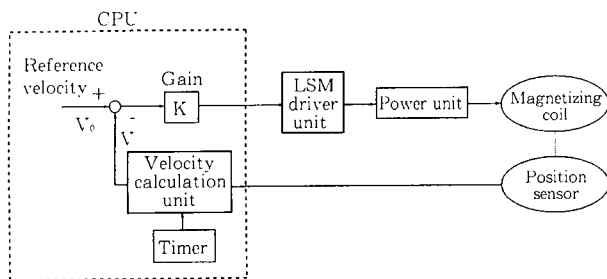 CPU
Reference
velocity
+
V₀
-
V
Gain
K
LSM
driver
unit
Power unit
Magnetizing
coil
Velocity
calculation
unit
Position
sensor
Timer